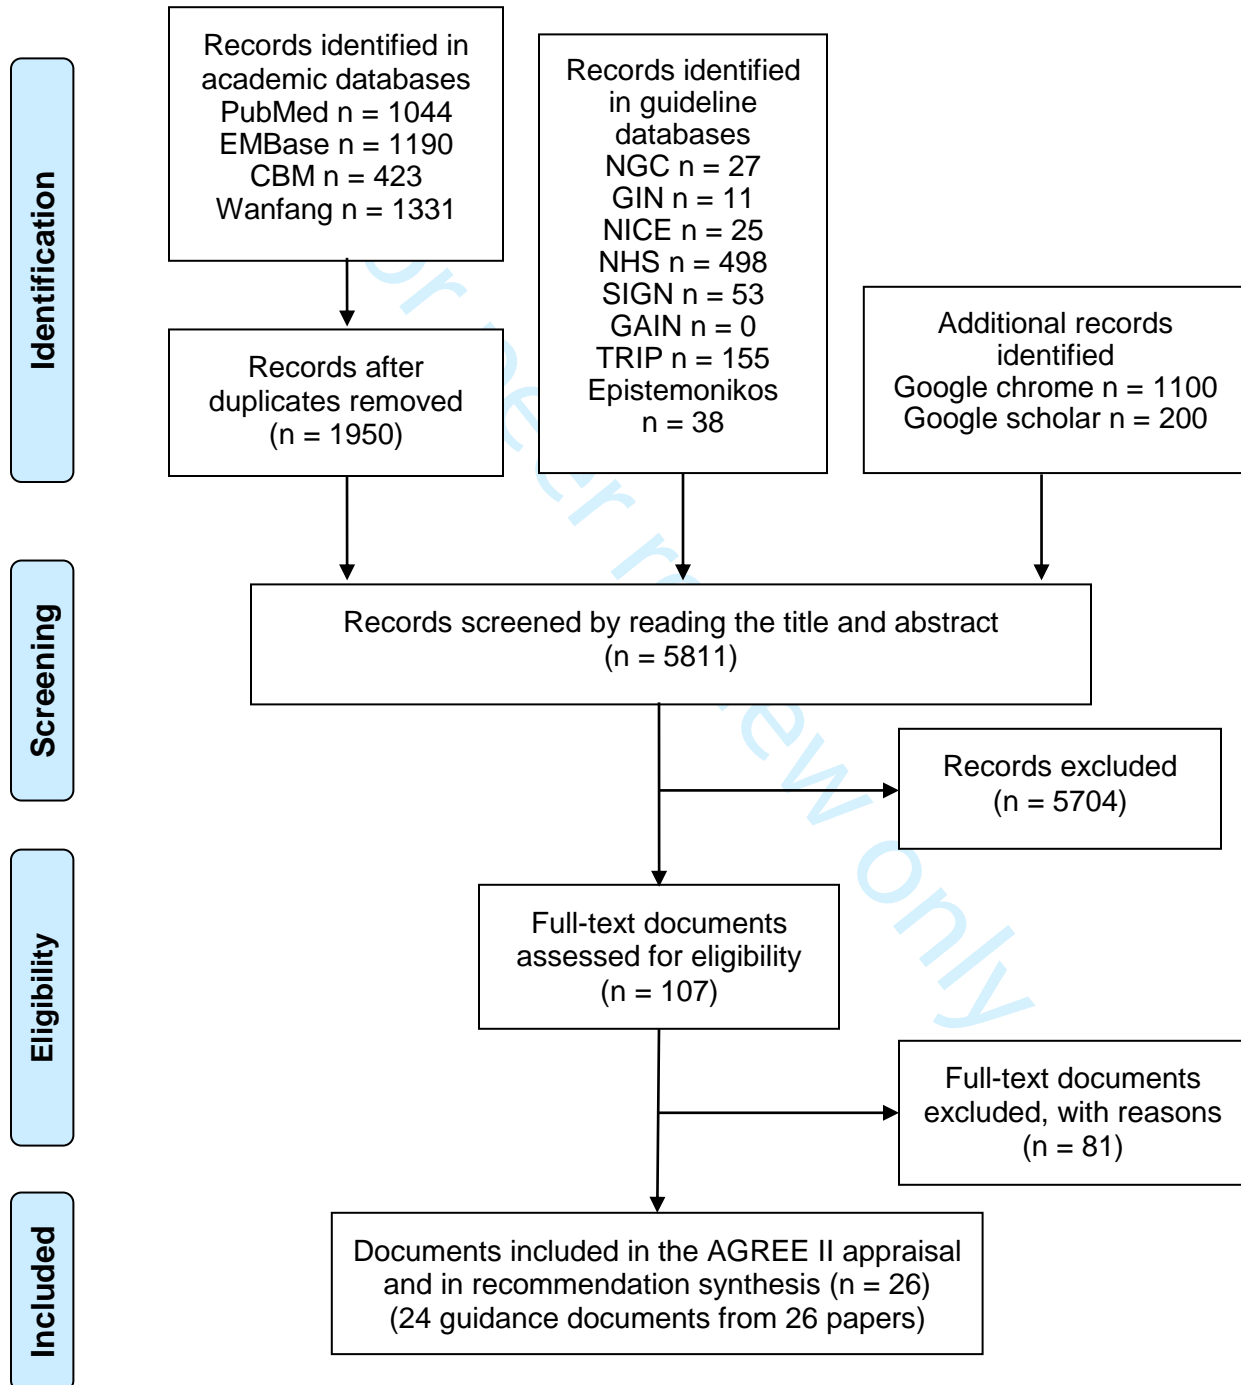 Identification
Records identified in
academic databases
PubMed n = 1044
EMBase n = 1190
CBM n = 423
Wanfang n = 1331
Records after
duplicates removed
(n = 1950)
Records identified
in guideline
databases
NGC n = 27
GIN n = 11
NICE n = 25
NHS n = 498
SIGN n = 53
GAIN n = 0
TRIP n = 155
Epistemonikos
n = 38
Additional records
identified
Google chrome n = 1100
Google scholar n = 200
Screening
Records screened by reading the title and abstract
(n = 5811)
Records excluded
(n = 5704)
Eligibility
Full-text documents
assessed for eligibility
(n = 107)
Full-text documents
excluded, with reasons
(n = 81)
Included
Documents included in the AGREE II appraisal
and in recommendation synthesis (n = 26)
(24 guidance documents from 26 papers)
only